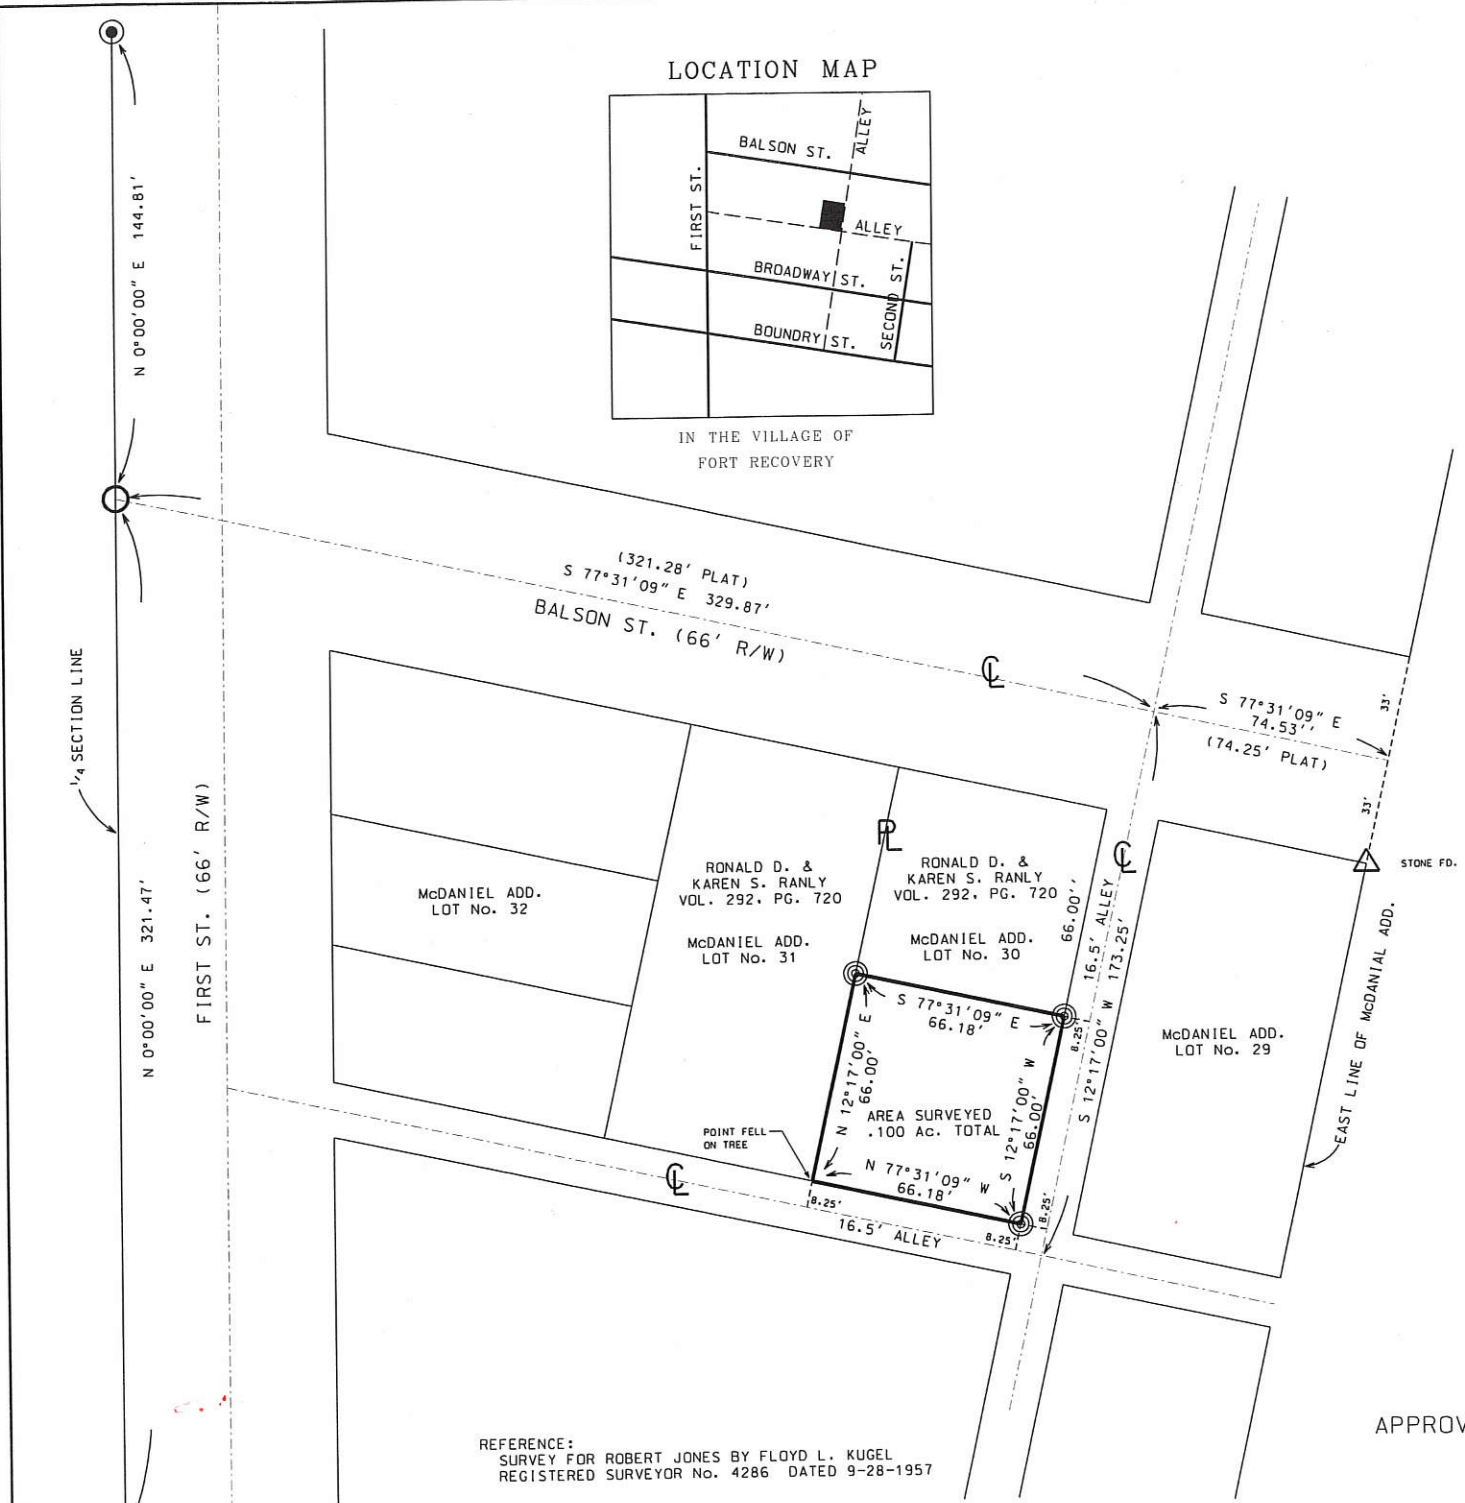 LOCATION MAP
BALSON ST.
ALLEY
FIRST ST.
ALLEY
BROADWAY ST.
SECOND ST.
BOUNDRY ST.
IN THE VILLAGE OF
FORT RECOVERY
N 0°00'00" E 144.81'
(321.28' PLAT)
S 77°31'09" E 329.87'
BALSON ST. (66' R/W)
CL
S 77°31'09" E
74.53''
(74.25' PLAT)
33'
33'
STONE FD.
1/4 SECTION LINE
FIRST ST. (66' R/W)
N 0°00'00" E 321.47'
McDANIEL ADD.
LOT No. 32
RONALD D. &
KAREN S. RANLY
VOL. 292, PG. 720
McDANIEL ADD.
LOT No. 31
PL
RONALD D. &
KAREN S. RANLY
VOL. 292, PG. 720
McDANIEL ADD.
LOT No. 30
66.00''
CL
16.5' ALLEY
S 12°17'00" W 173.25'
McDANIEL ADD.
LOT No. 29
EAST LINE OF McDANIAL ADD.
S 77°31'09" E
66.18'
8.25'
N 12°17'00" E
66.00'
AREA SURVEYED
.100 Ac. TOTAL
S 12°17'00" W
66.00'
POINT FELL
ON TREE
N 77°31'09" W
66.18'
CL
8.25'
16.5' ALLEY
8.25'
8.25'
REFERENCE:
SURVEY FOR ROBERT JONES BY FLOYD L. KUGEL
REGISTERED SURVEYOR No. 4286 DATED 9-28-1957
APPROV